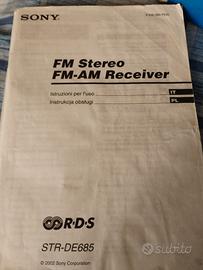 SONY
FM Stereo
FM-AM Receiver
Istruzioni per l'uso
IT
Instrukcja obsługi
PL
R·D·S
STR-DE685
© 2002 Sony Corporation
subito